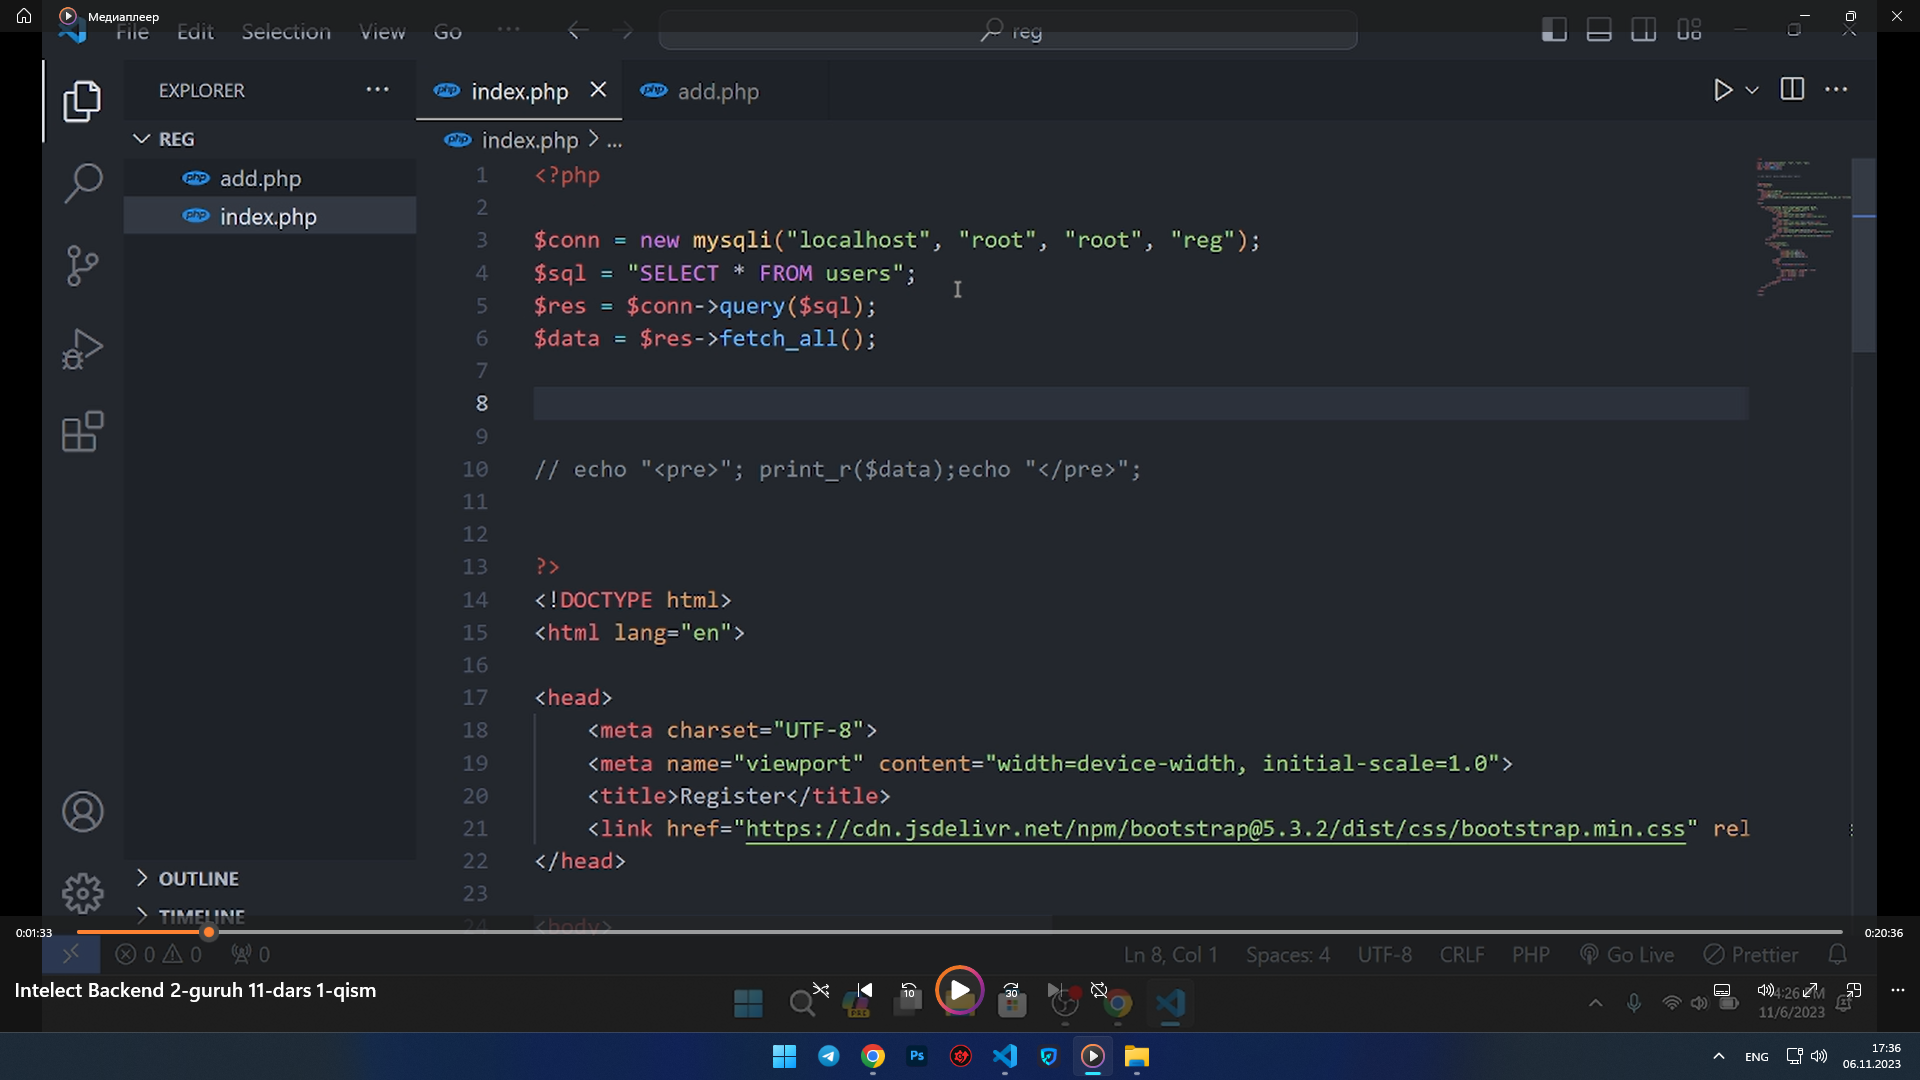 Медиаплеер
File Edit Selection View Go ... reg
EXPLORER ...
index.php
add.php
REG
index.php > ...
add.php
index.php
1 <?php
2
3 $conn = new mysqli("localhost", "root", "root", "reg");
4 $sql = "SELECT * FROM users";
5 $res = $conn->query($sql);
6 $data = $res->fetch_all();
7
8
9
10 // echo "<pre>"; print_r($data);echo "</pre>";
11
12
13 ?>
14 <!DOCTYPE html>
15 <html lang="en">
16
17 <head>
18 <meta charset="UTF-8">
19 <meta name="viewport" content="width=device-width, initial-scale=1.0">
20 <title>Register</title>
21 <link href="https://cdn.jsdelivr.net/npm/bootstrap@5.3.2/dist/css/bootstrap.min.css" rel
22 </head>
23
24 <body>
OUTLINE
TIMELINE
0:01:33
0:20:36
0 0 0
Ln 8, Col 1 Spaces: 4 UTF-8 CRLF PHP Go Live Prettier
Intelect Backend 2-guruh 11-dars 1-qism
10
30
11/6/2023
Ps
ENG
17:36
06.11.2023